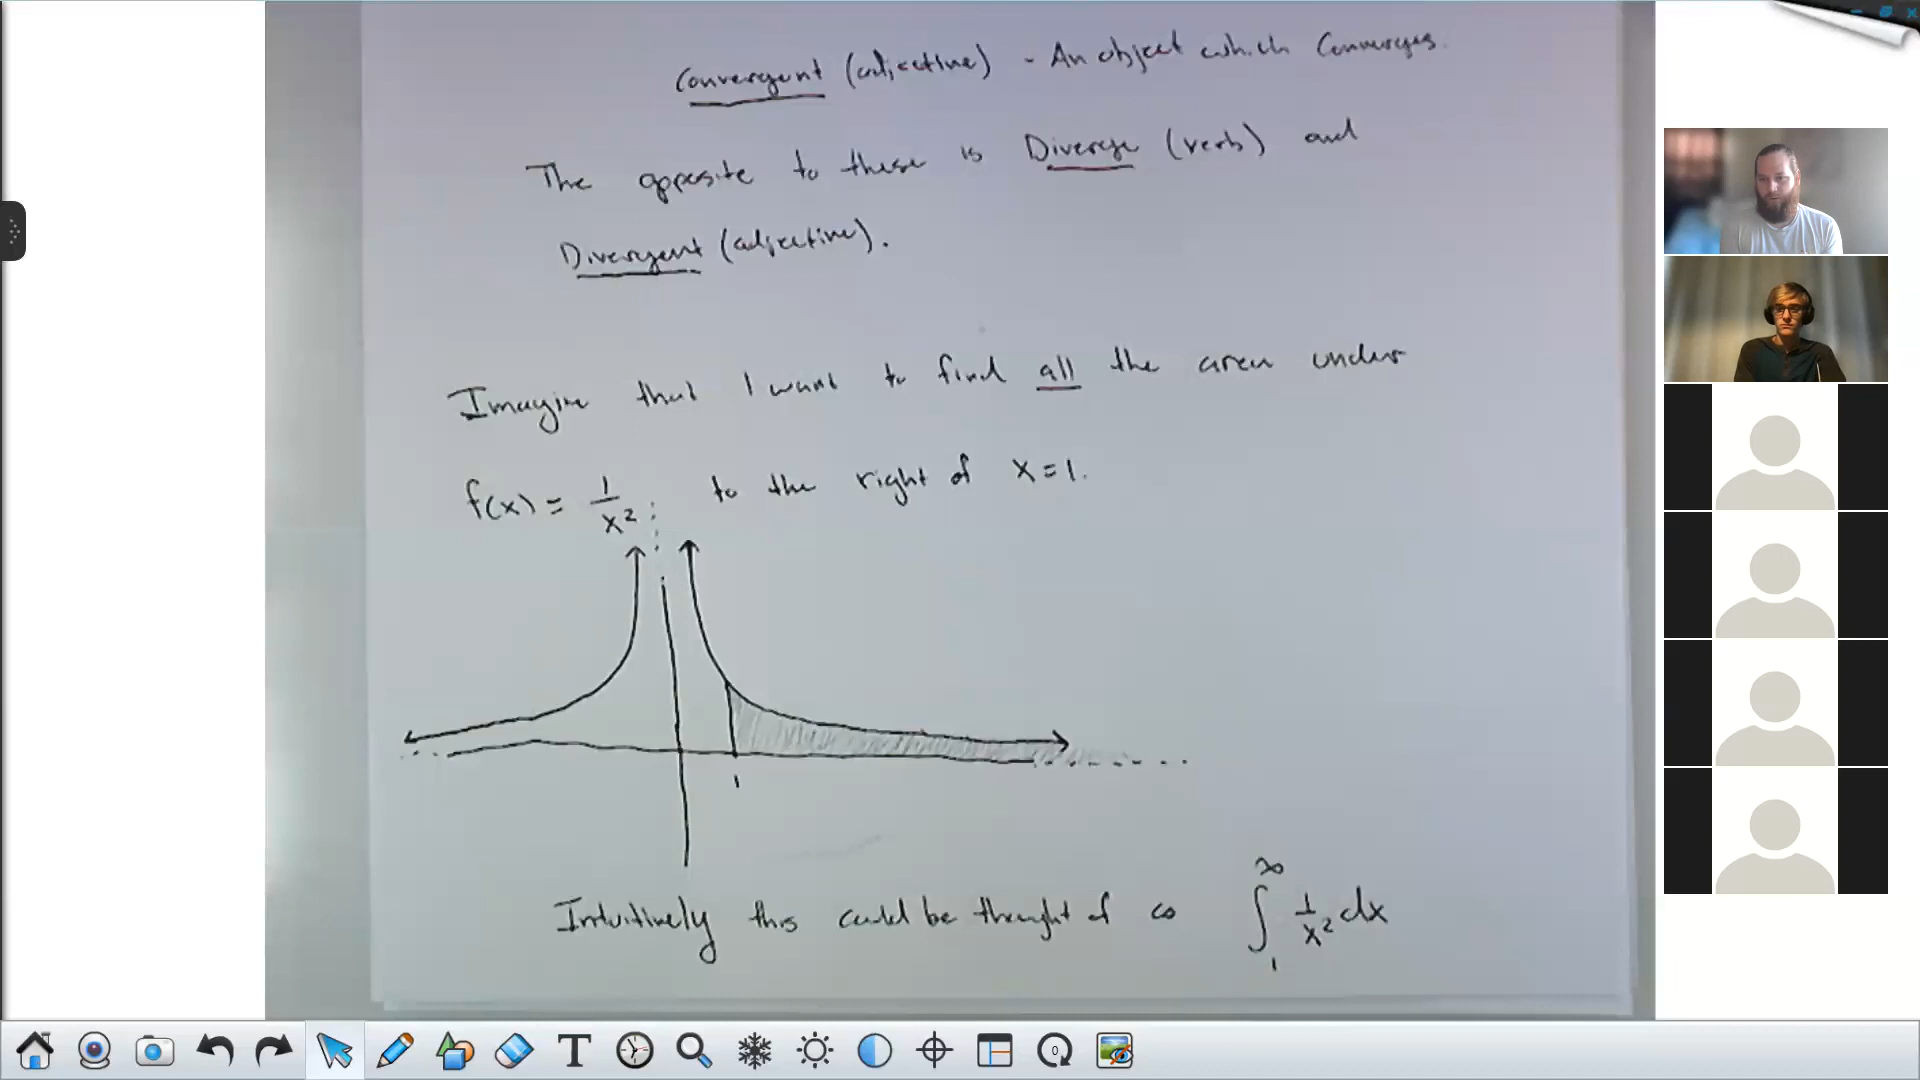 Convergent (adjective) - An object which converges.
The opposite to these is Diverge (verb) and
Divergent (adjective).
Imagine that I want to find all the area under
f(x) = 1/x² to the right of x = 1.
1
Intuitively this could be thought of as ∫₁^∞ 1/x² dx
T
0